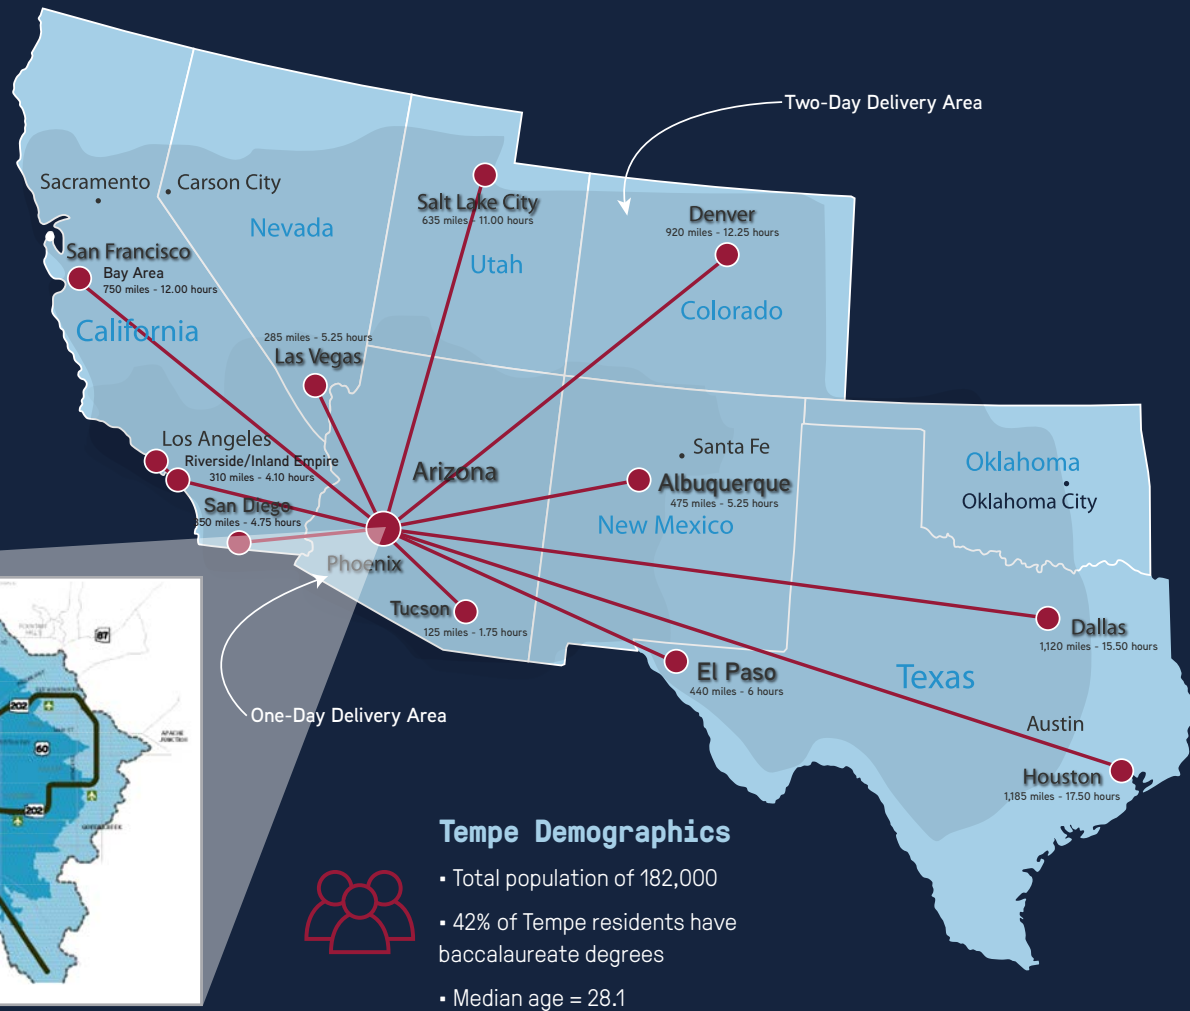 Two-Day Delivery Area
Sacramento
Carson City
Nevada
Salt Lake City
635 miles - 11.00 hours
Utah
Denver
920 miles - 12.25 hours
Colorado
San Francisco
Bay Area
750 miles - 12.00 hours
California
285 miles - 5.25 hours
Las Vegas
Los Angeles
Riverside/Inland Empire
310 miles - 4.10 hours
Arizona
Santa Fe
Albuquerque
475 miles - 5.25 hours
New Mexico
Oklahoma
Oklahoma City
San Diego
350 miles - 4.75 hours
Phoenix
Tucson
125 miles - 1.75 hours
Dallas
1,120 miles - 15.50 hours
El Paso
440 miles - 6 hours
Texas
Austin
Houston
1,185 miles - 17.50 hours
One-Day Delivery Area
87
202
60
202
APACHE
JUNCTION
Tempe Demographics
▪ Total population of 182,000
▪ 42% of Tempe residents have
baccalaureate degrees
▪ Median age = 28.1